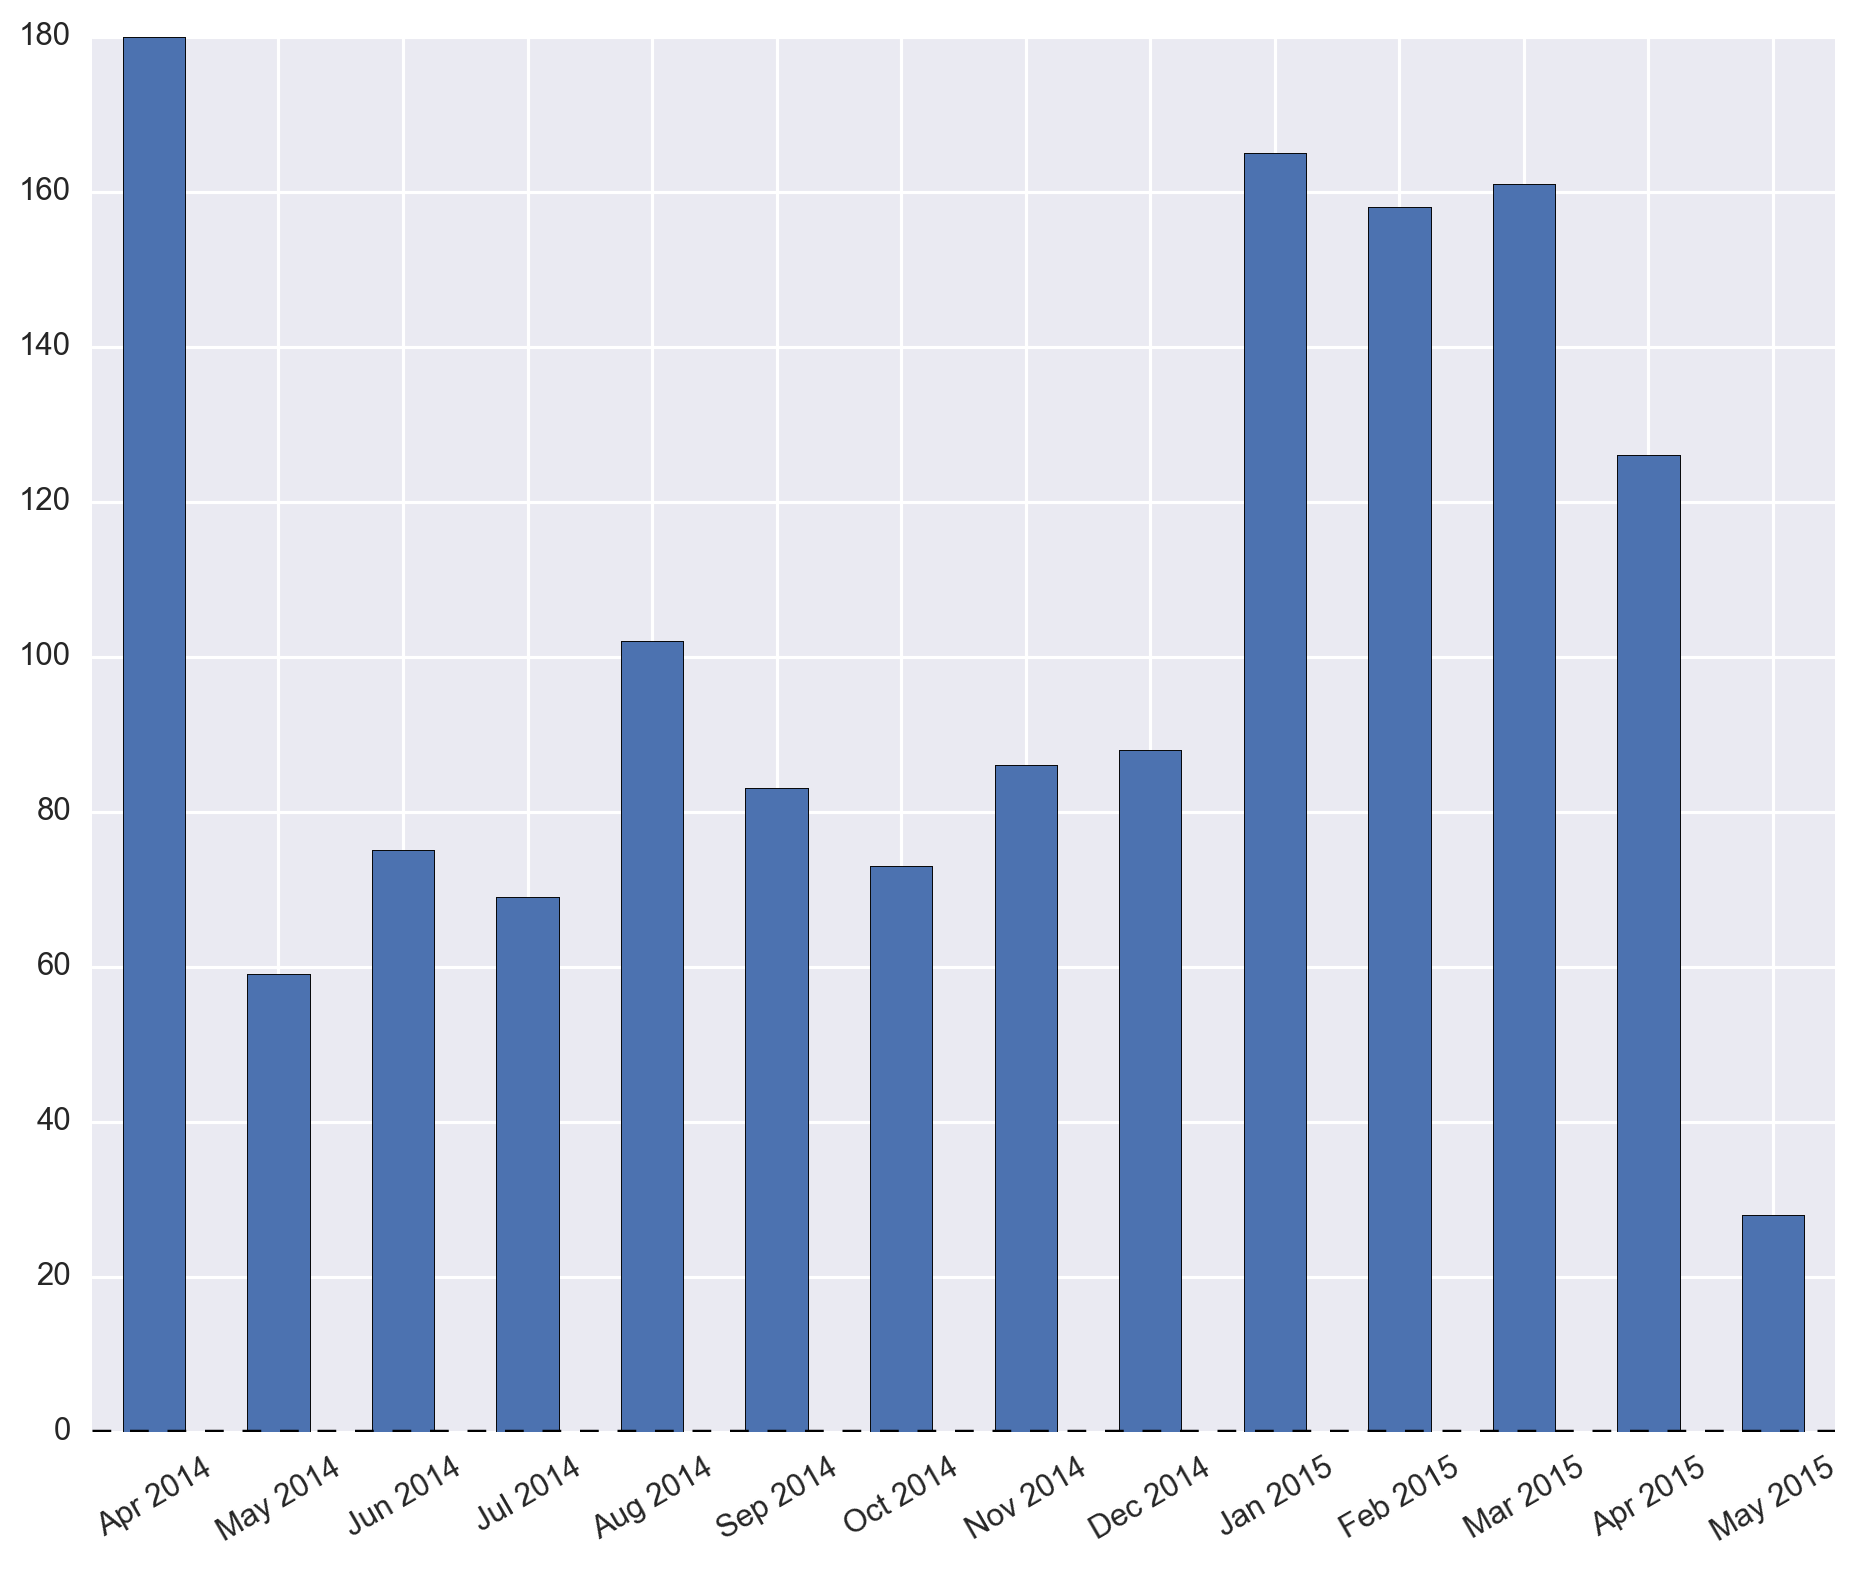 180
160
140
120
100
80
60
40
20
0
Apr 2014
May 2014
Jun 2014
Jul 2014
Aug 2014
Sep 2014
Oct 2014
Nov 2014
Dec 2014
Jan 2015
Feb 2015
Mar 2015
Apr 2015
May 2015